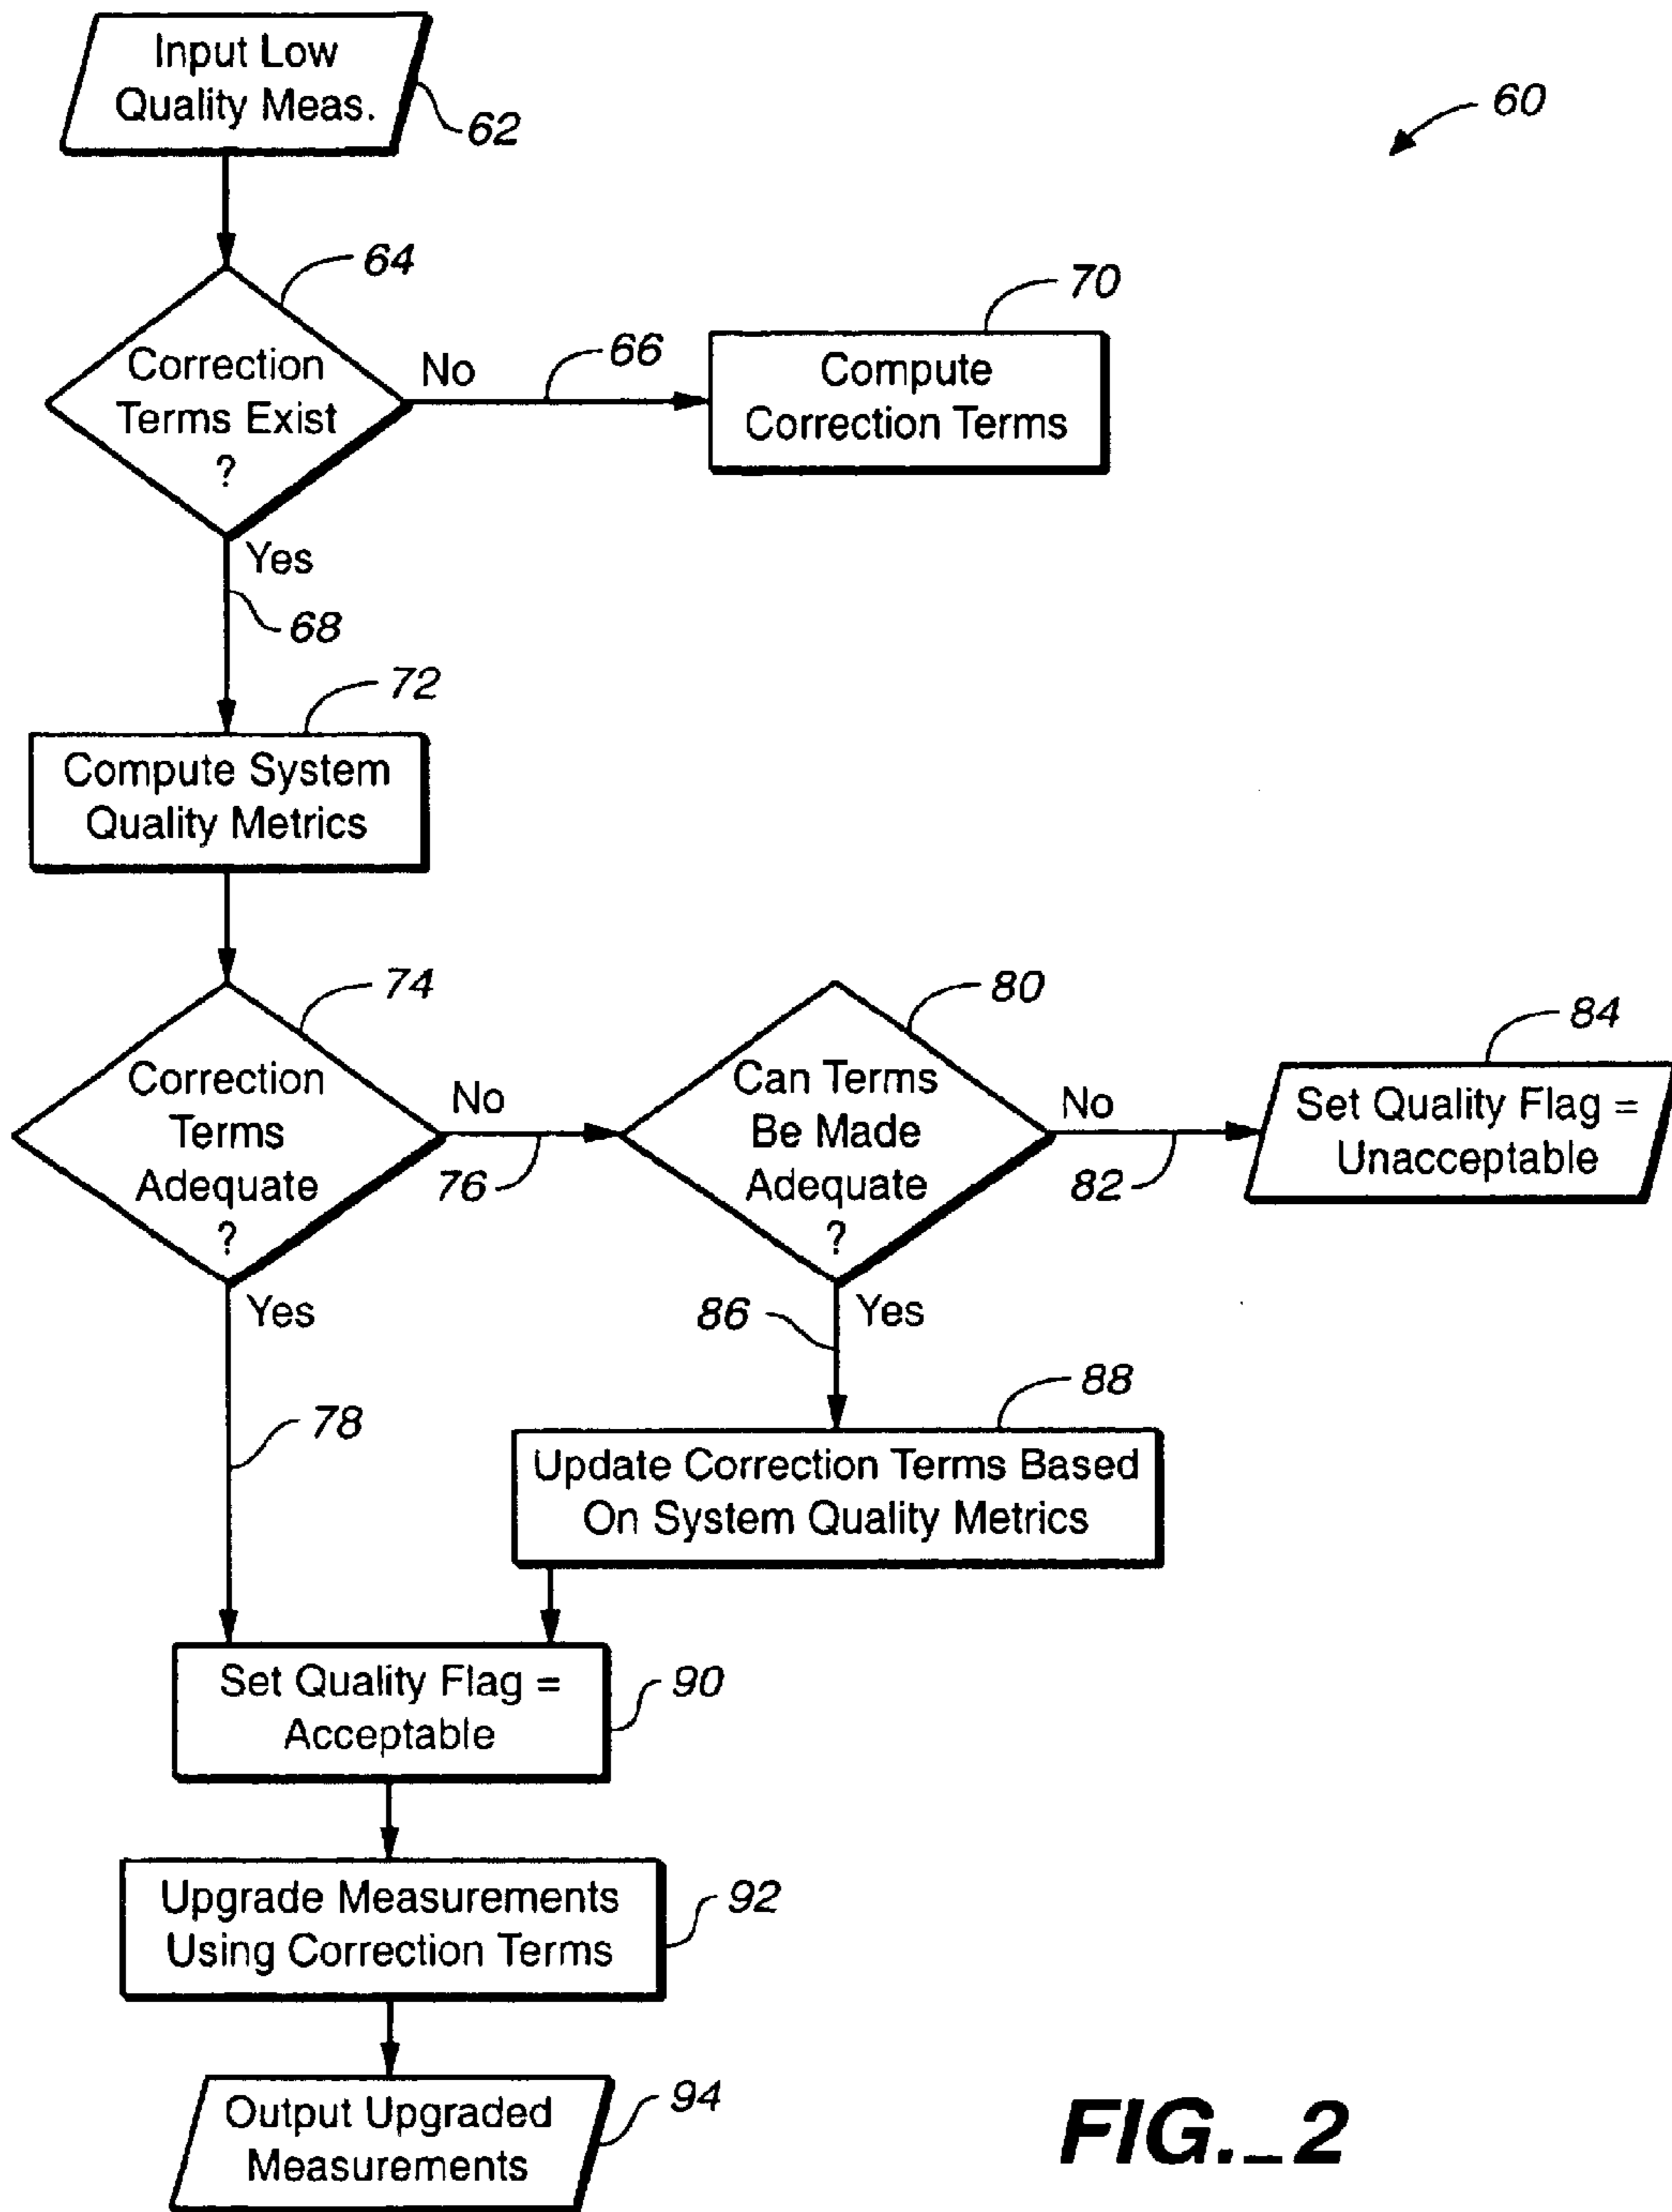 Input Low
Quality Meas.
62
60
64
Correction
Terms Exist
?
No
66
70
Compute
Correction Terms
Yes
68
72
Compute System
Quality Metrics
74
Correction
Terms
Adequate
?
No
76
80
Can Terms
Be Made
Adequate
?
No
82
84
Set Quality Flag =
Unacceptable
Yes
78
86
Yes
88
Update Correction Terms Based
On System Quality Metrics
Set Quality Flag =
Acceptable
90
Upgrade Measurements
Using Correction Terms
92
Output Upgraded
Measurements
94
FIG._2